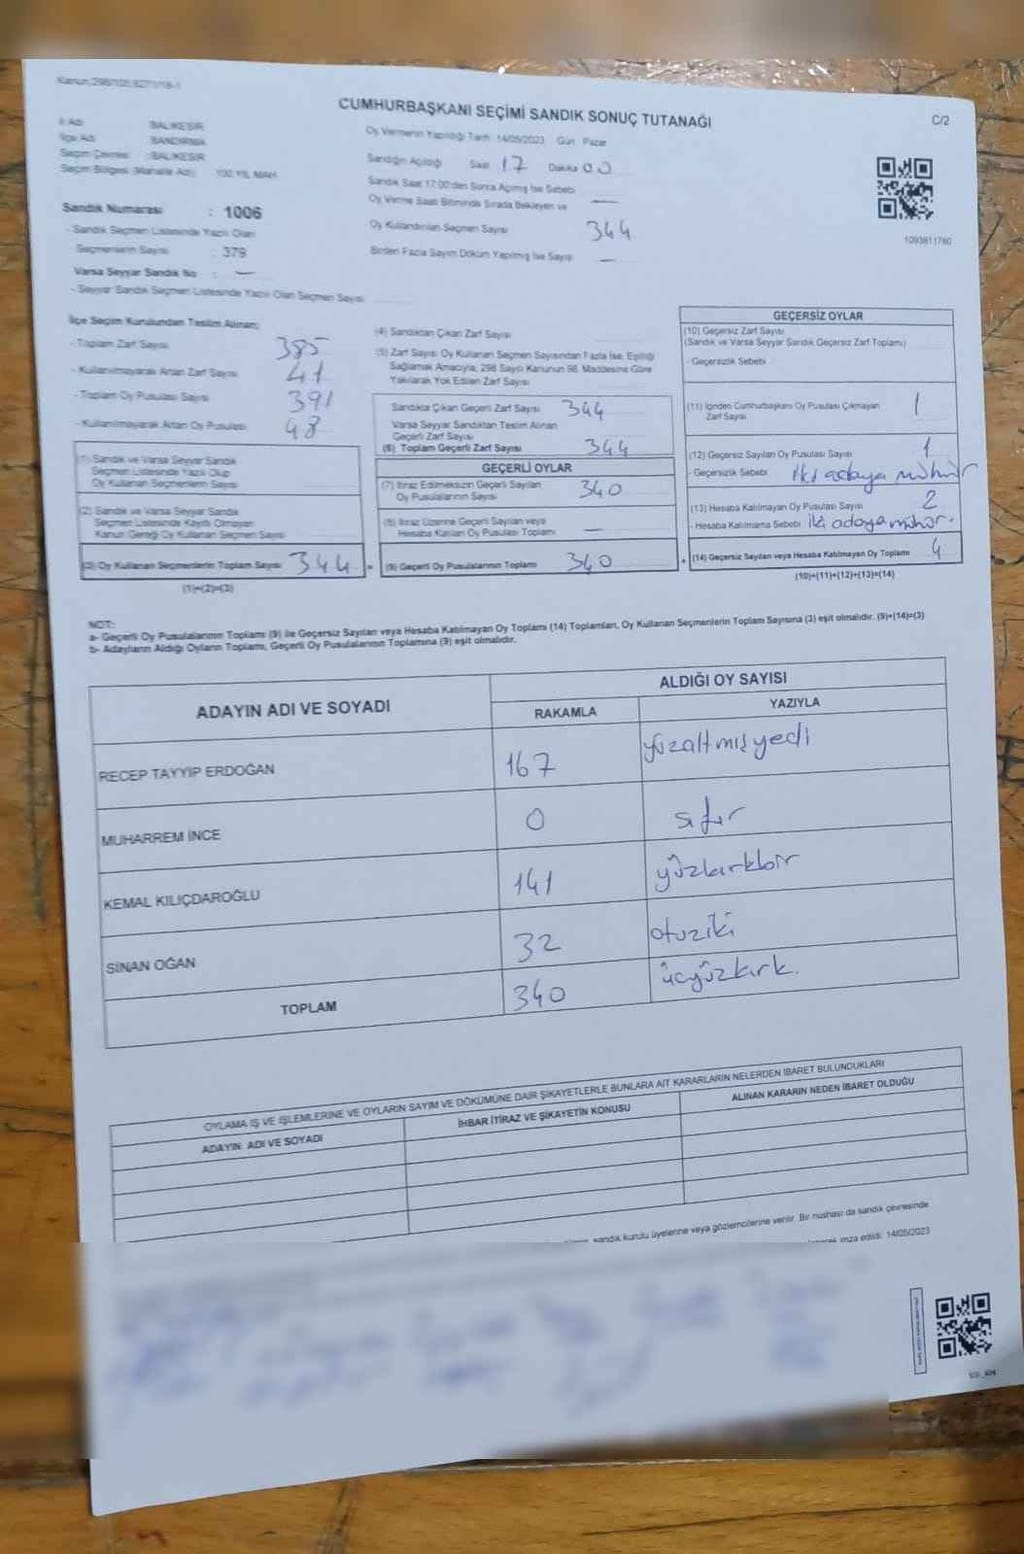 CUMHURBAŞKANI SEÇİMİ SANDIK SONUÇ TUTANAĞI
C/2
İl Adı BALIKESİR
İlçe Adı BANDIRMA
Seçim Çevresi :BALIKESİR
Seçim Bölgesi (Mahalle Adı) 100 YIL MAH.
Oy Vermenin Yapıldığı Tarih 14/05/2023 Gün Pazar
Sandığın Açıldığı Saat 17 Dakika 00
Sandık Saat 17:00'den Sonra Açılmış İse Sebebi
Oy Verme Saati Bitiminde Sırada Bekleyen ve —
Oy Kullandırılan Seçmen Sayısı 344
Birden Fazla Sayım Döküm Yapılmış İse Sayısı —
1093811760
Sandık Numarası : 1006
- Sandık Seçmen Listesinde Yazılı Olan
Seçmenlerin Sayısı : 379
Varsa Seyyar Sandık No : —
- Seyyar Sandık Seçmen Listesinde Yazılı Olan Seçmen Sayısı
İlçe Seçim Kurulundan Teslim Alınan;
- Toplam Zarf Sayısı 385
- Kullanılmayarak Artan Zarf Sayısı 41
- Toplam Oy Pusulası Sayısı 391
- Kullanılmayarak Artan Oy Pusulası
(1) Sandık ve Varsa Seyyar Sandık
Seçmen Listesinde Yazılı Olup
Oy Kullanan Seçmenlerin Sayısı
(2) Sandık ve Varsa Seyyar Sandık
Seçmen Listesinde Kayıtlı Olmayan
Kanun Gereği Oy Kullanan Seçmen Sayısı
(3) Oy Kullanan Seçmenlerin Toplam Sayısı 344
(1)+(2)=(3)
(4) Sandıktan Çıkan Zarf Sayısı
(5) Zarf Sayısı Oy Kullanan Seçmen Sayısından Fazla İse, Eşitliği
Sağlamak Amacıyla, 298 Sayılı Kanunun 98. Maddesine Göre
Yakılarak Yok Edilen Zarf Sayısı
Sandıkta Çıkan Geçerli Zarf Sayısı 344
Varsa Seyyar Sandıktan Teslim Alınan
Geçerli Zarf Sayısı
(6) Toplam Geçerli Zarf Sayısı 344
GEÇERLİ OYLAR
(7) İtiraz Edilmeksizin Geçerli Sayılan
Oy Pusulalarının Sayısı 340
(8) İtiraz Üzerine Geçerli Sayılan veya
Hesaba Katılan Oy Pusulası Toplamı —
(9) Geçerli Oy Pusulalarının Toplamı 340
GEÇERSİZ OYLAR
(10) Geçersiz Zarf Sayısı
(Sandık ve Varsa Seyyar Sandık Geçersiz Zarf Toplamı)
- Geçersizlik Sebebi
(11) İçinden Cumhurbaşkanı Oy Pusulası Çıkmayan
Zarf Sayısı 1
(12) Geçersiz Sayılan Oy Pusulası Sayısı 1
- Geçersizlik Sebebi iki adaya mühür
(13) Hesaba Katılmayan Oy Pusulası Sayısı 2
- Hesaba Katılmama Sebebi iki adaya mühür.
(14) Geçersiz Sayılan veya Hesaba Katılmayan Oy Toplamı 4
(10)+(11)+(12)+(13)=(14)
NOT:
a- Geçerli Oy Pusulalarının Toplamı (9) ile Geçersiz Sayılan veya Hesaba Katılmayan Oy Toplamı (14) Toplamları, Oy Kullanan Seçmenlerin Toplam Sayısına (3) eşit olmalıdır. (9)+(14)=(3)
b- Adayların Aldığı Oyların Toplamı, Geçerli Oy Pusulalarının Toplamına (9) eşit olmalıdır.
ADAYIN ADI VE SOYADI ALDIĞI OY SAYISI
RAKAMLA YAZIYLA
RECEP TAYYİP ERDOĞAN 167 yüzaltmışyedi
MUHARREM İNCE 0 sıfır
KEMAL KILIÇDAROĞLU 141 yüzkırkbir
SİNAN OĞAN 32 otuziki
TOPLAM 340 üçyüzkırk.
OYLAMA İŞ VE İŞLEMLERİNE VE OYLARIN SAYIM VE DÖKÜMÜNE DAİR ŞİKAYETLERLE BUNLARA AİT KARARLARIN NELERDEN İBARET BULUNDUKLARI
ADAYIN ADI VE SOYADI İHBAR İTİRAZ VE ŞİKAYETİN KONUSU ALINAN KARARIN NEDEN İBARET OLDUĞU
sandık kurulu üyelerine veya gözlemcilerine verilir. Bir nüshası da sandık çevresinde
imza edildi. 14/05/2023